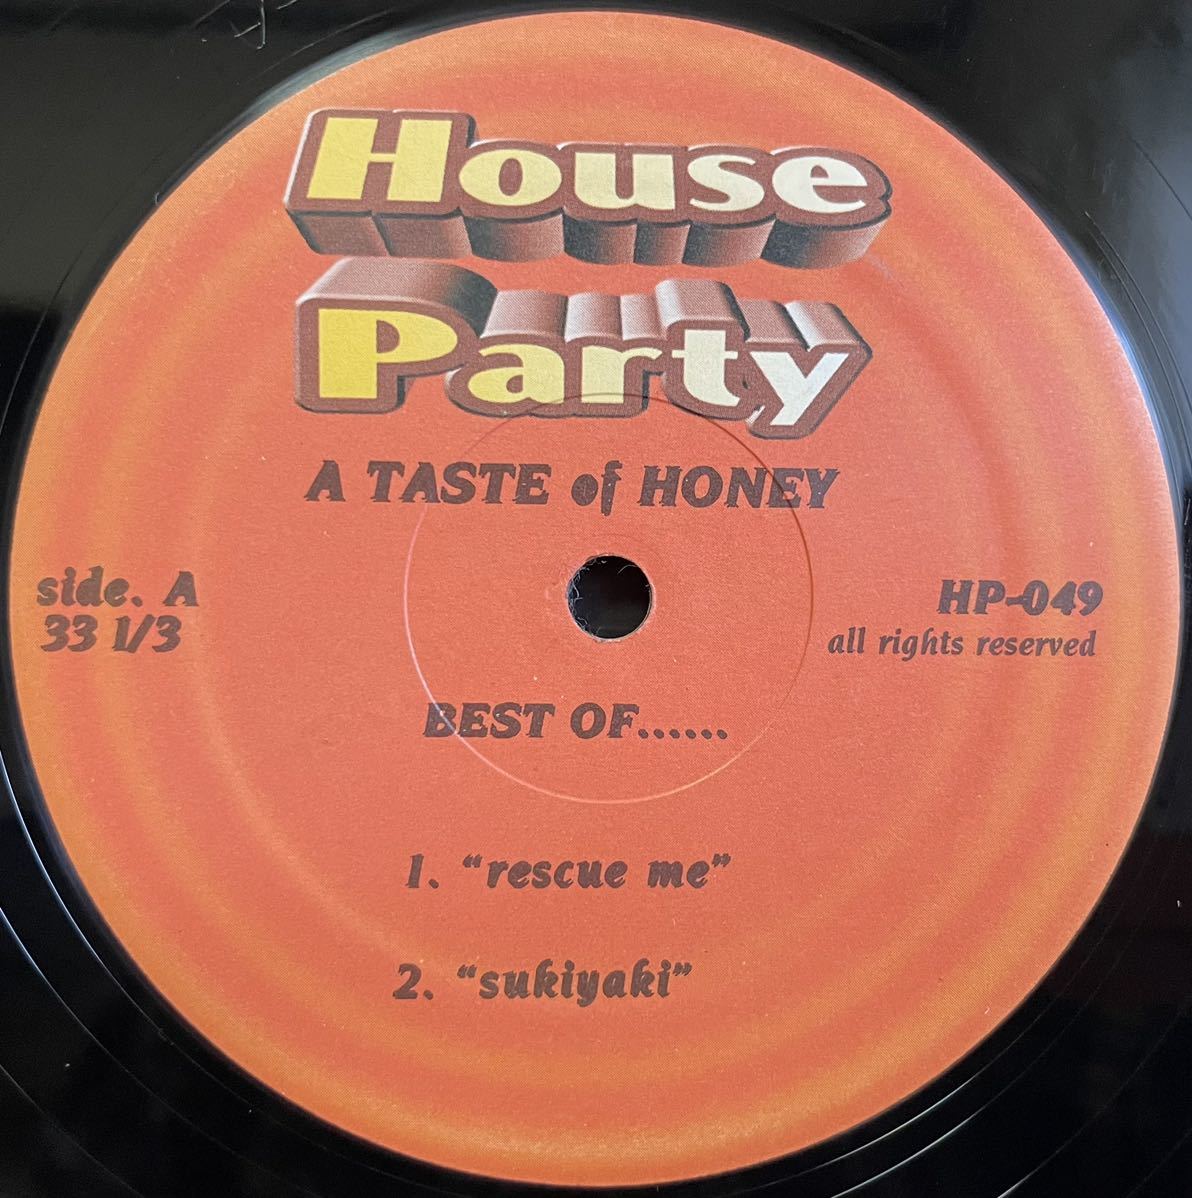 House
Party
A TASTE of HONEY
side. A
33 1/3
HP-049
all rights reserved
BEST OF......
1. “rescue me”
2. “sukiyaki”